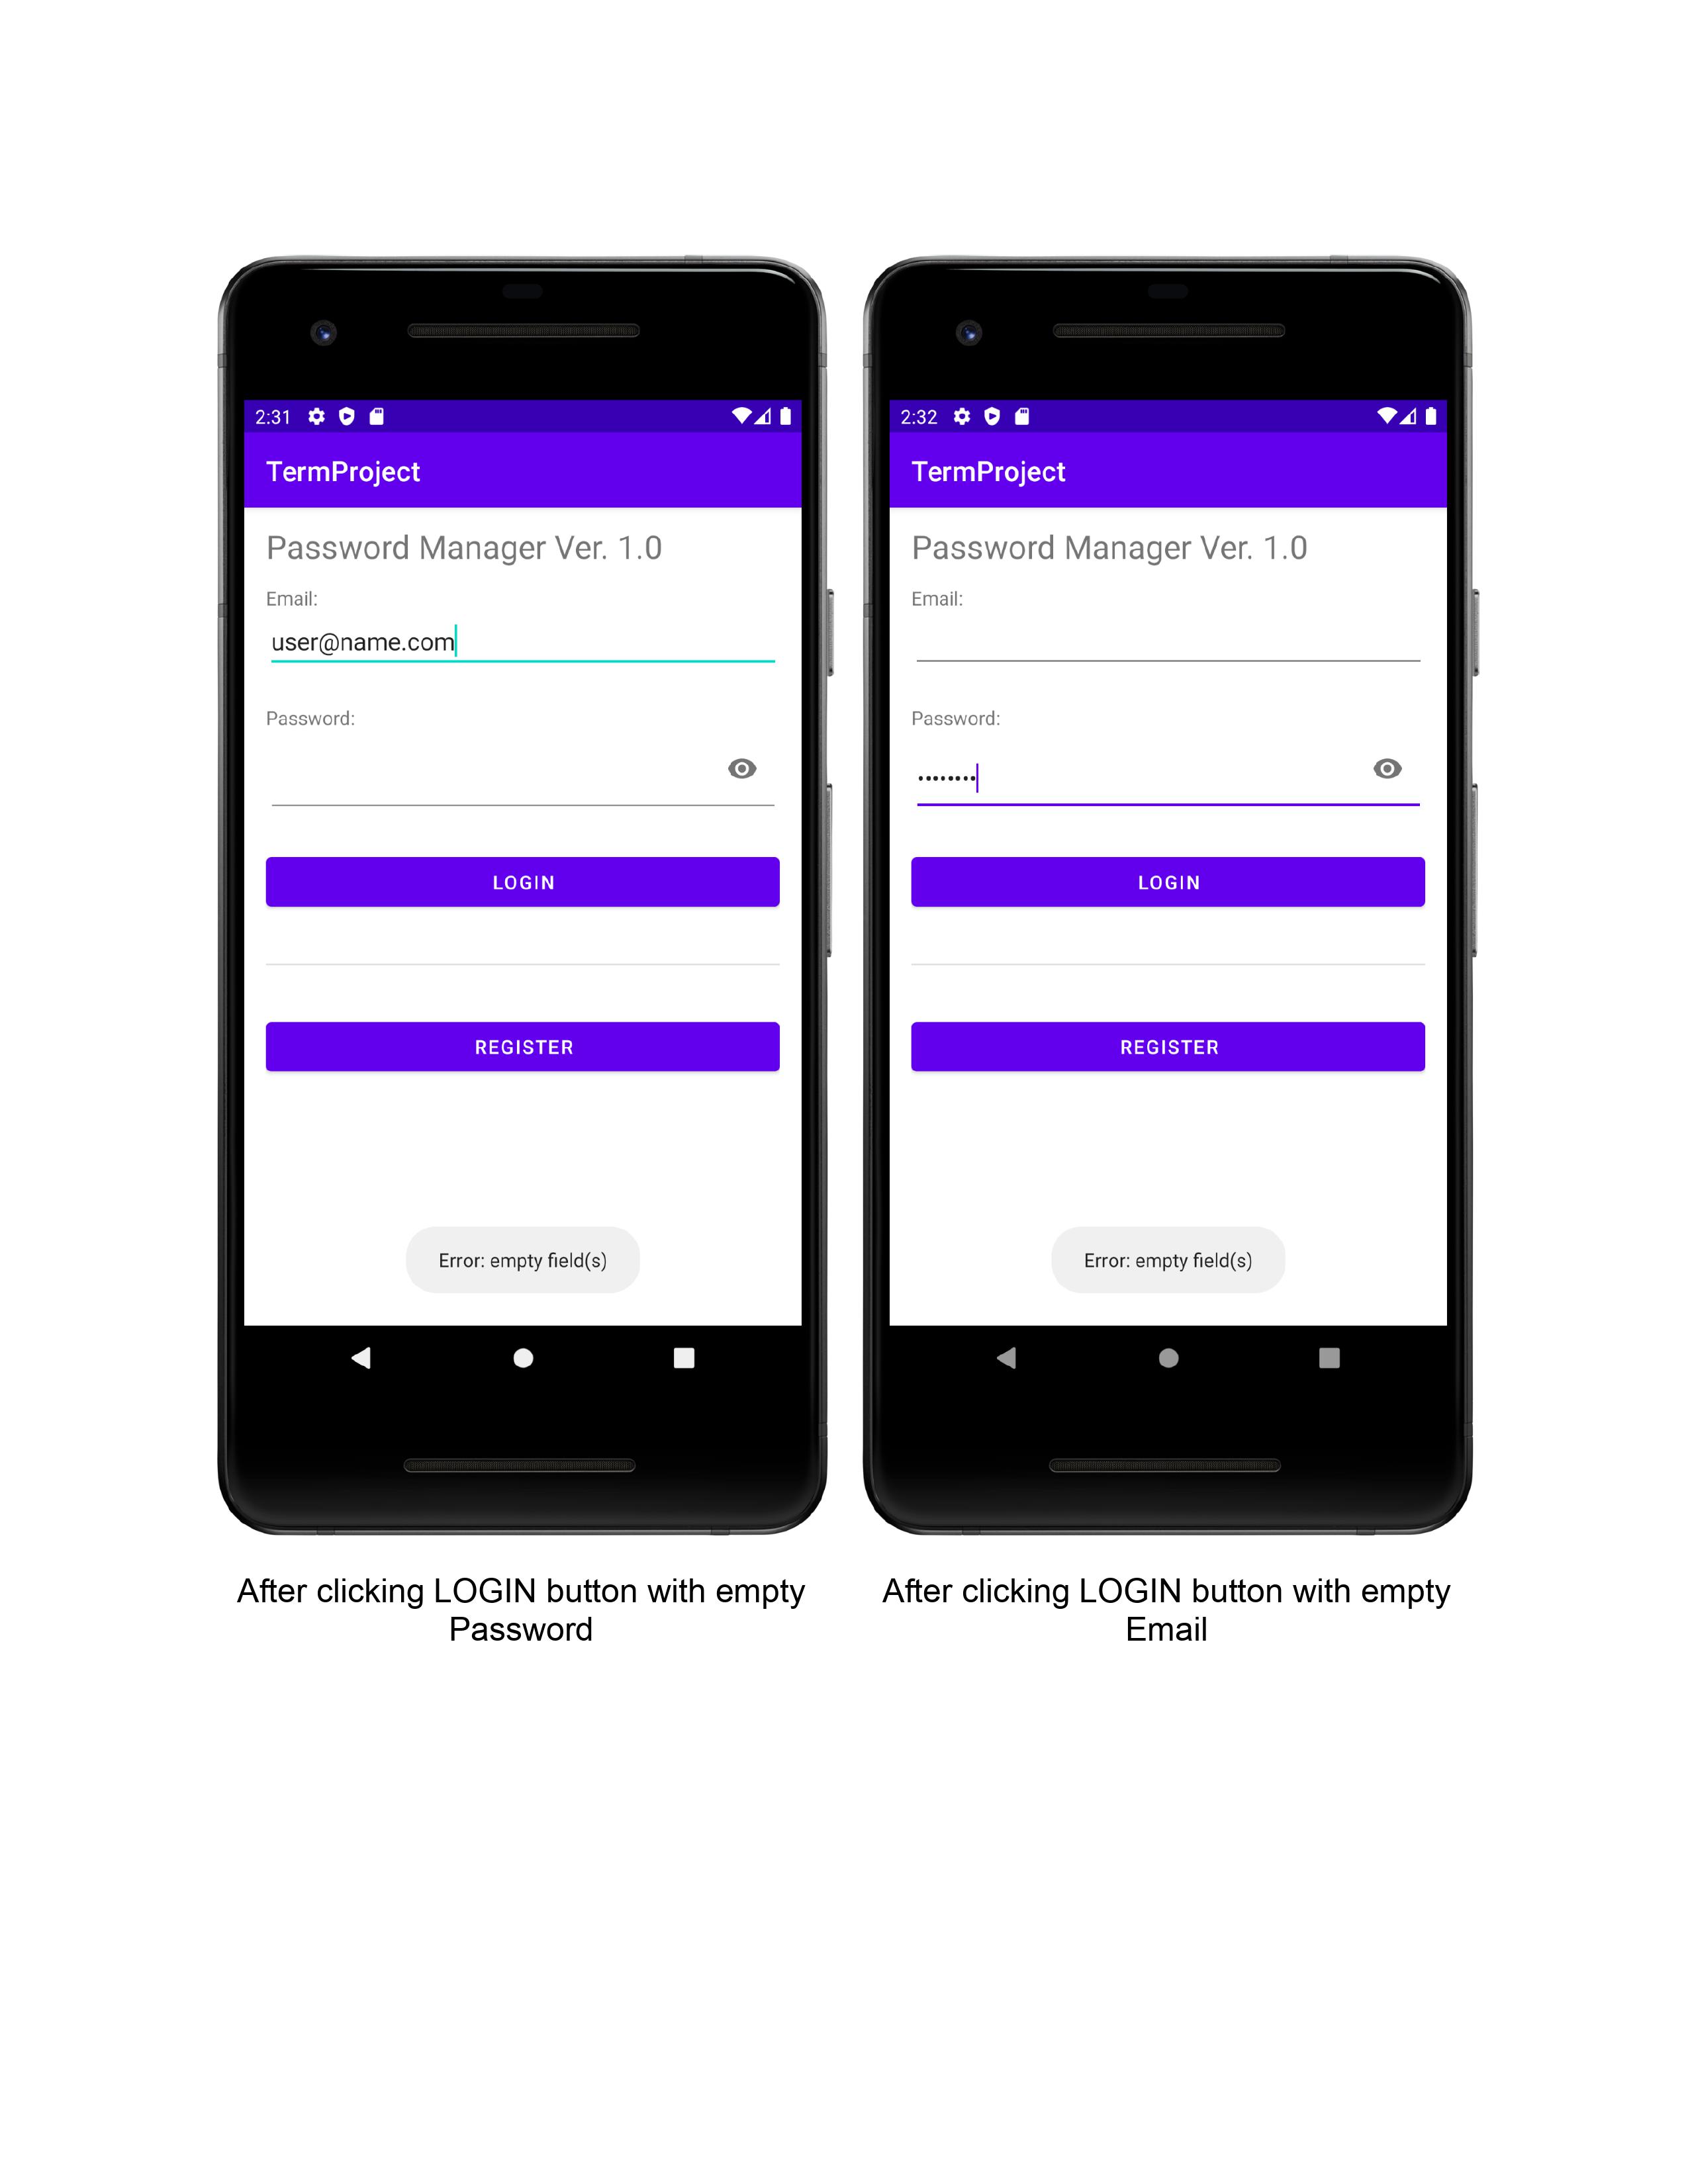 2:31
TermProject
Password Manager Ver. 1.0
Email:
user@name.com
Password:
LOGIN
REGISTER
Error: empty field(s)
After clicking LOGIN button with empty
Password
2:32
TermProject
Password Manager Ver. 1.0
Email:
Password:
••••••••
LOGIN
REGISTER
Error: empty field(s)
After clicking LOGIN button with empty
Email